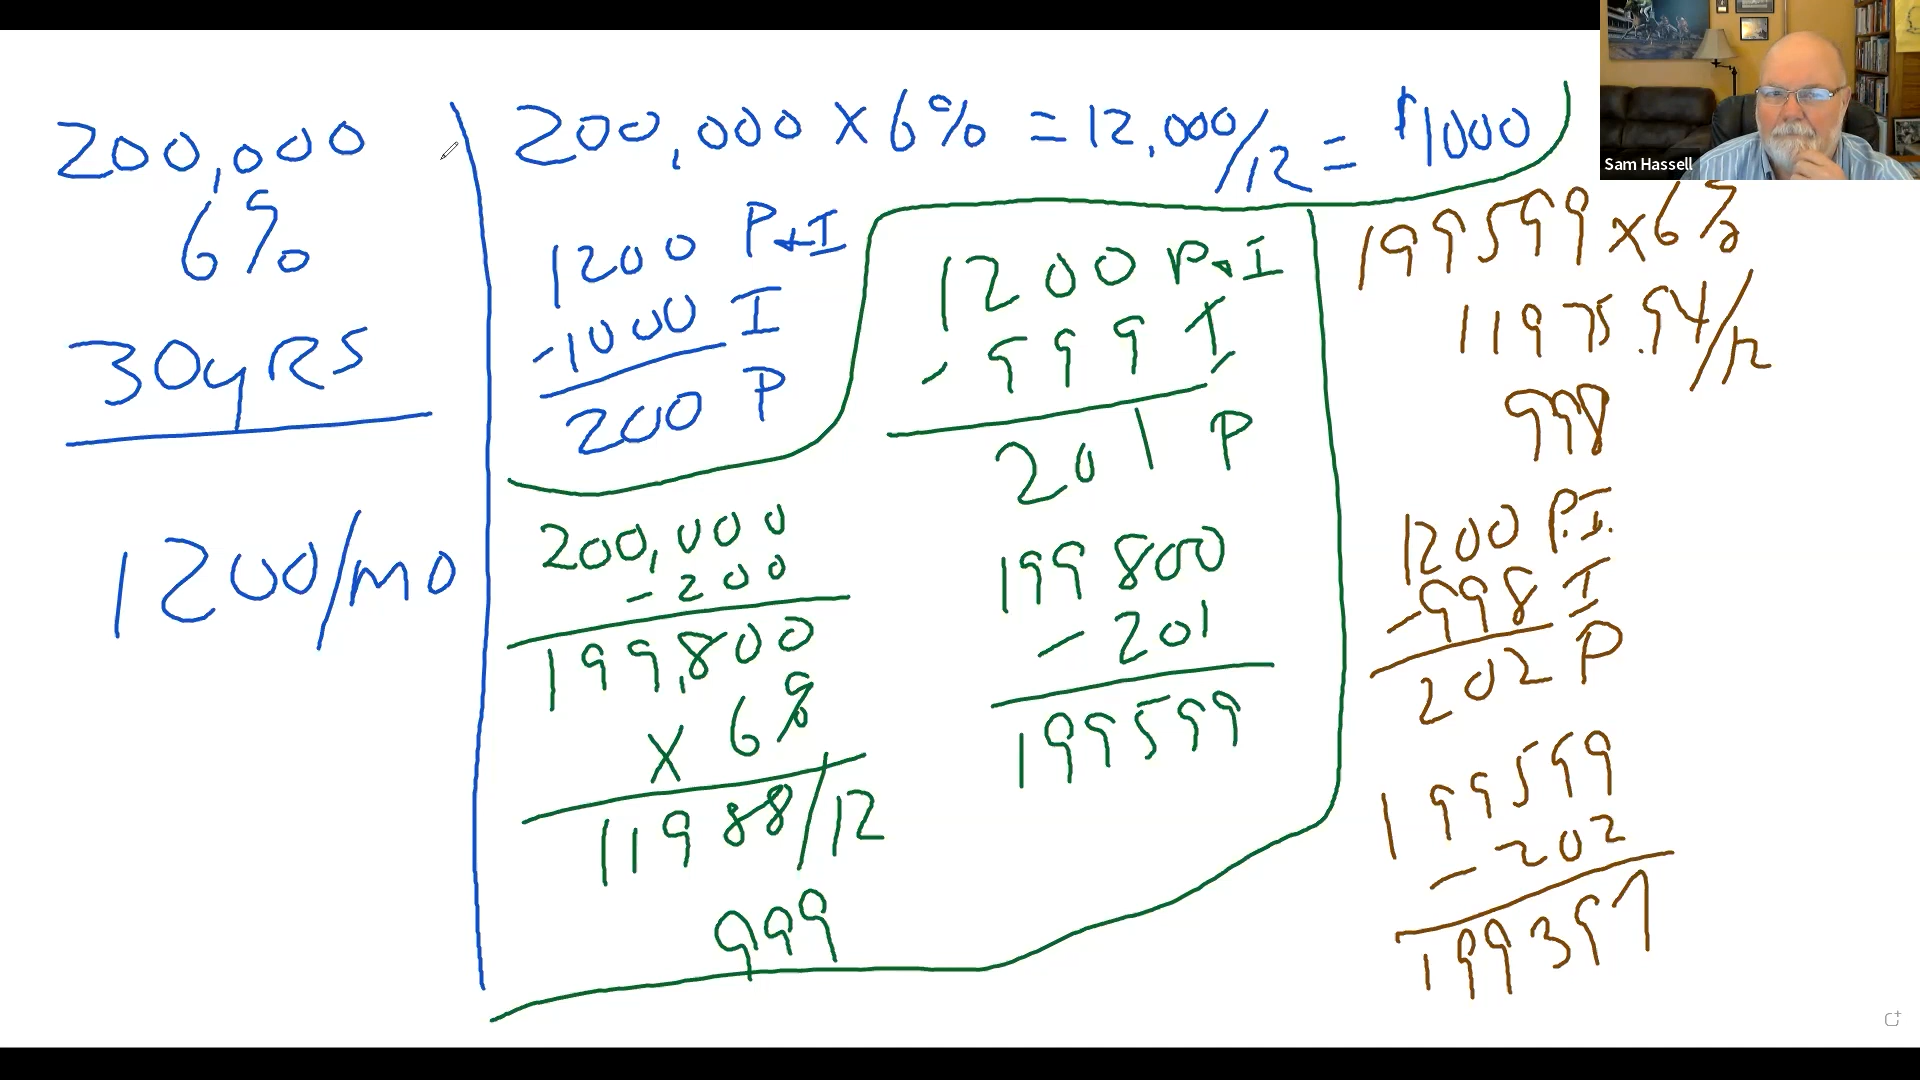 200,000
6%
30yRS
1200/mo
200,000 x 6% = 12,000/12 = $1000
1200 P&I
-1000 I
200 P
200,000
-200
199,800
x 6%
11988/12
999
1200 P&I
-999 I
201 P
199800
-201
199599
199599 x 6%
11975.94/12
998
1200 P.I.
-998 I
202 P
199599
-202
199397
Sam Hassell